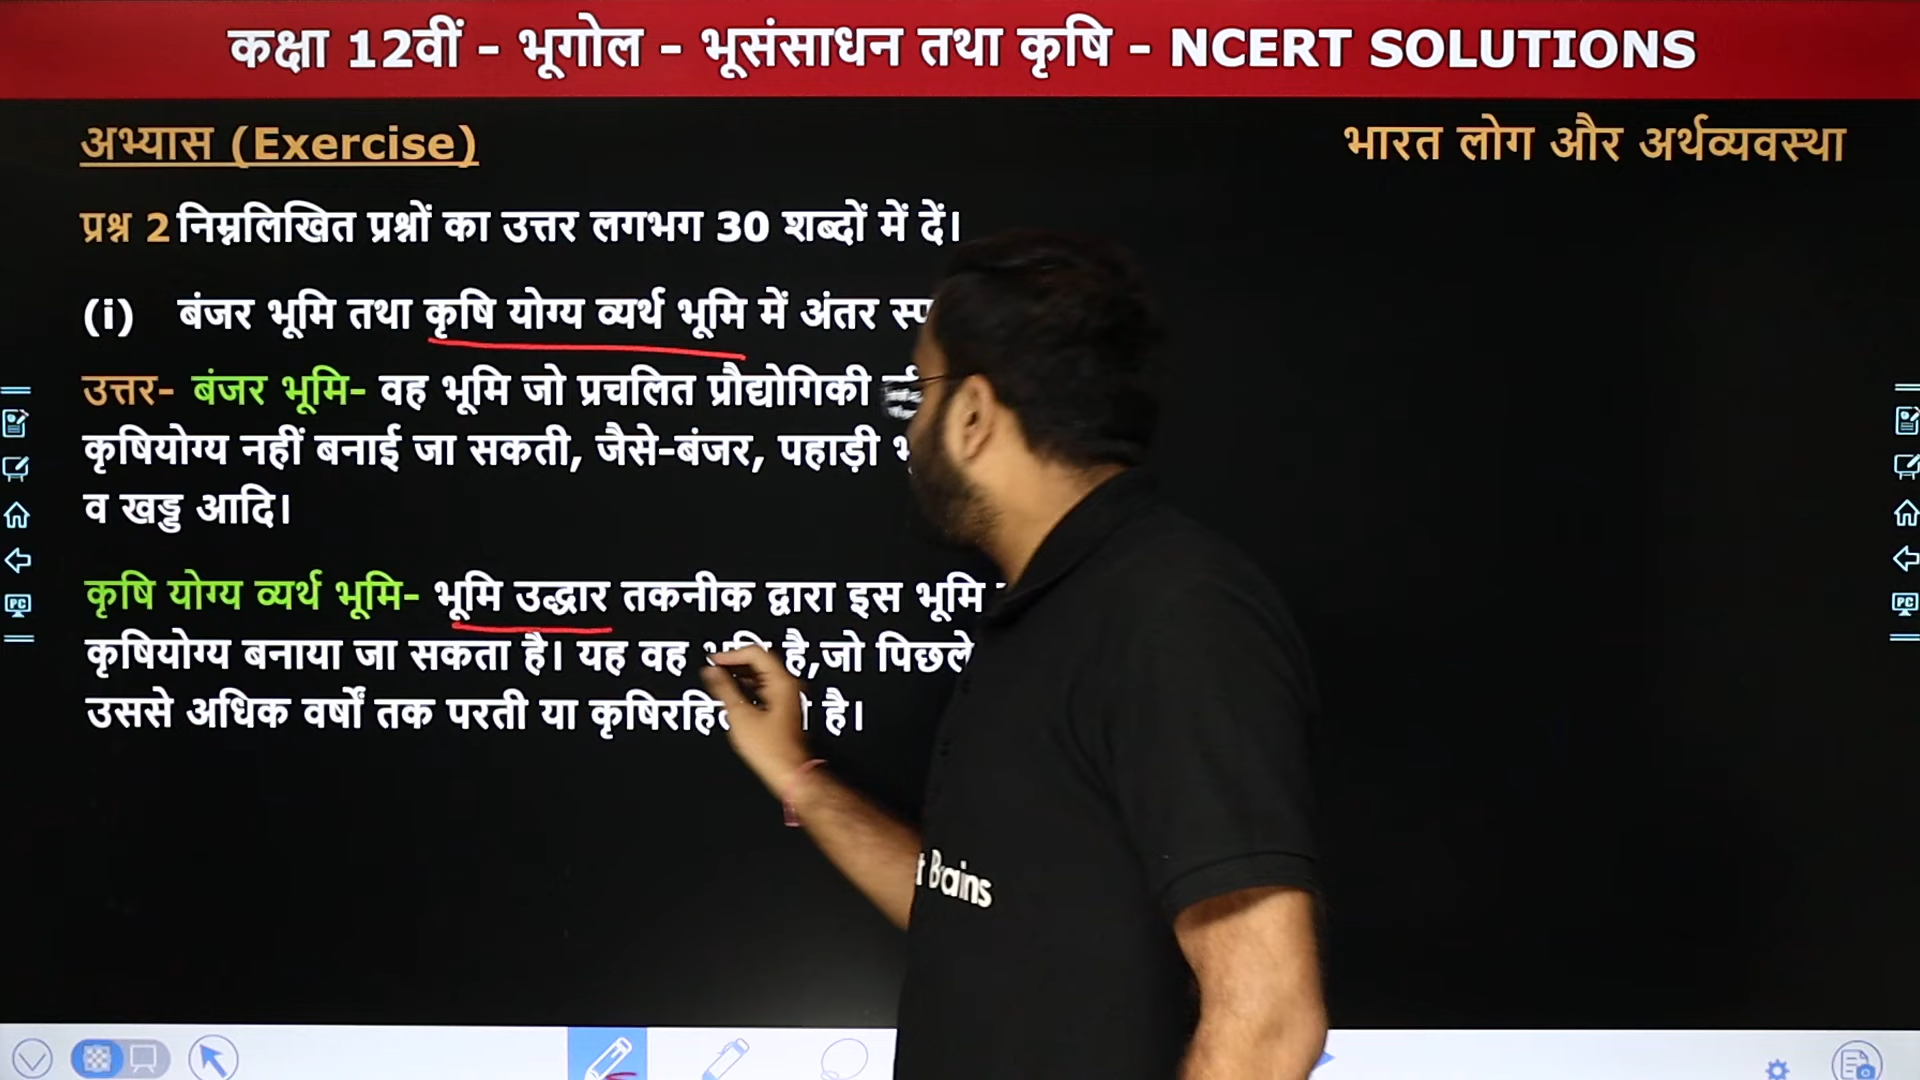 कक्षा 12वीं - भूगोल - भूसंसाधन तथा कृषि - NCERT SOLUTIONS
अभ्यास (Exercise)
भारत लोग और अर्थव्यवस्था
प्रश्न 2 निम्नलिखित प्रश्नों का उत्तर लगभग 30 शब्दों में दें।
(i) बंजर भूमि तथा कृषि योग्य व्यर्थ भूमि में अंतर
उत्तर- बंजर भूमि- वह भूमि जो प्रचलित प्रौद्योगिकी
कृषियोग्य नहीं बनाई जा सकती, जैसे-बंजर, पहाड़ी
व खड्ड आदि।
कृषि योग्य व्यर्थ भूमि- भूमि उद्धार तकनीक द्वारा इस भूमि
कृषियोग्य बनाया जा सकता है। यह वह है,जो पिछले
उससे अधिक वर्षों तक परती या है।
Brains
PC
PC